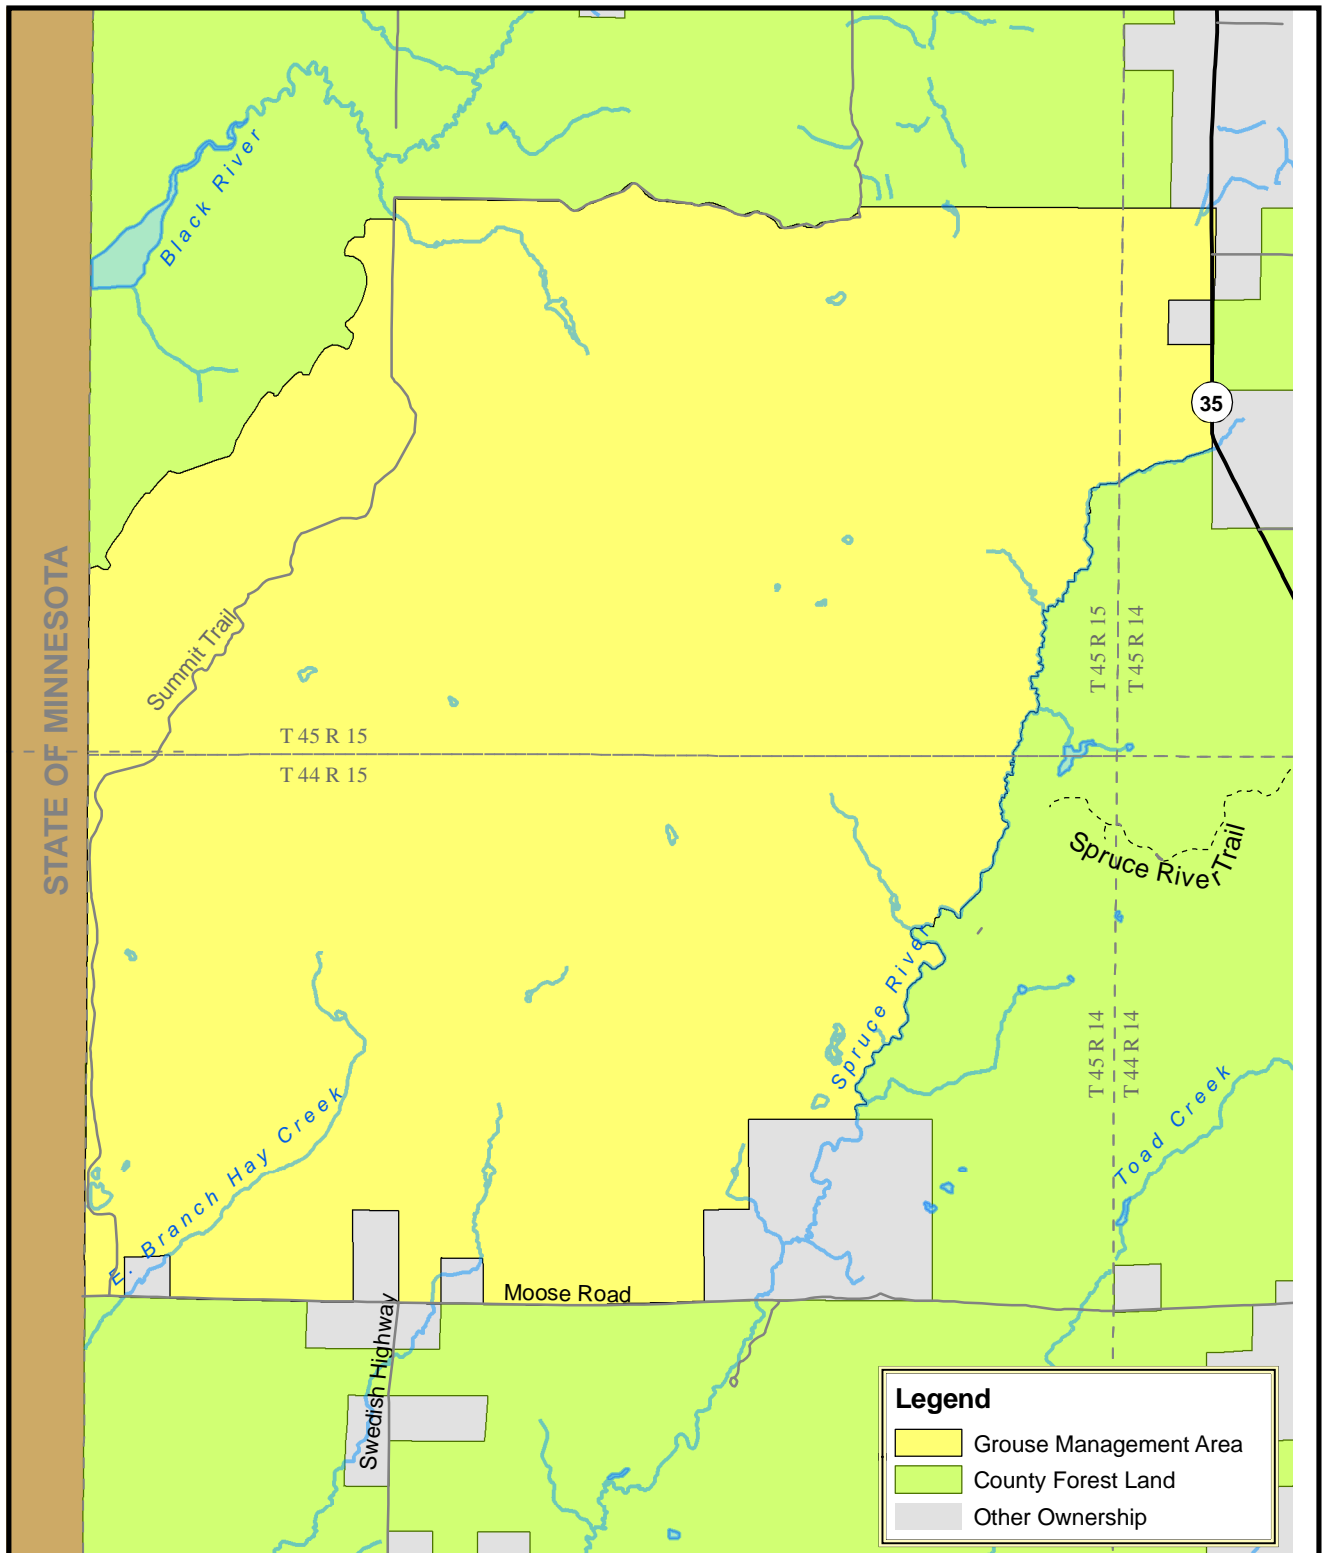 Black River
35
STATE OF MINNESOTA
Summit Trail
T 45 R 15
T 45 R 14
T 45 R 15
T 44 R 15
Spruce River Trail
Spruce River
T 45 R 14
T 44 R 14
Toad Creek
E. Branch Hay Creek
Moose Road
Swedish Highway
Legend
Grouse Management Area
County Forest Land
Other Ownership